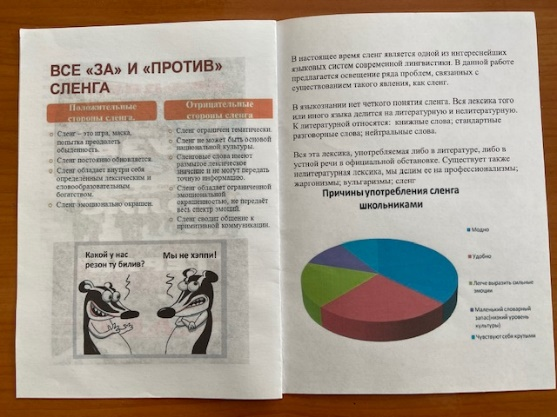 ВСЕ «ЗА» И «ПРОТИВ»
СЛЕНГА
Положительные
стороны сленга.
Сленг – это игра, маска,
попытка преодолеть
обыденность.
Сленг постоянно обновляется.
Сленг обладает внутри себя
определённым лексическим и
словообразовательным
богатством.
Сленг эмоционально окрашен.
Отрицательные
стороны сленга
Сленг ограничен тематически.
Сленг не может быть основой
национальной культуры.
Сленговые слова имеют
размытое лексическое
значение и не могут передать
точную информацию.
Сленг обладает ограниченной
эмоциональной
окрашенностью, не передаёт
весь спектр эмоций.
Сленг сводит общение к
примитивной коммуникации.
Какой у нас
резон ту билив?
Мы не хэппи!
В настоящее время сленг является одной из интереснейших
языковых систем современной лингвистики. В данной работе
предлагается освещение ряда проблем, связанных с
существованием такого явления, как сленг.
В языкознании нет четкого понятия сленга. Вся лексика того
или иного языка делится на литературную и нелитературную.
К литературной относятся: книжные слова; стандартные
разговорные слова; нейтральные слова.
Вся эта лексика, употребляемая либо в литературе, либо в
устной речи в официальной обстановке. Существует также
нелитературная лексика, мы делим ее на профессионализмы;
жаргонизмы; вульгаризмы; сленг
Причины употребления сленга
школьниками
Модно
Удобно
Легче выразить сильные
эмоции
Маленький словарный
запас(низкий уровень
культуры)
Чувствуют себя крутыми